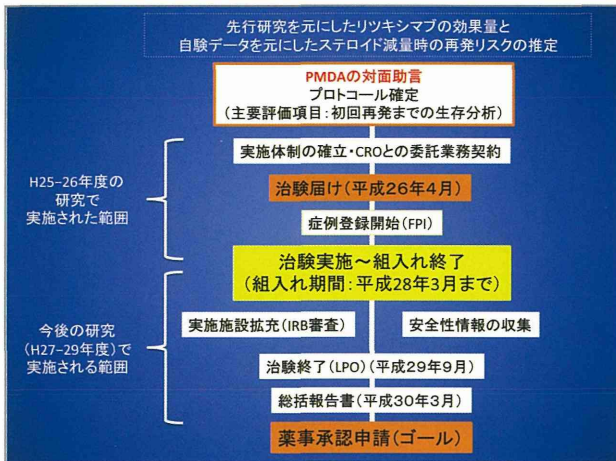 先行研究を元にしたリツキシマブの効果量と
自験データを元にしたステロイド減量時の再発リスクの推定
PMDAの対面助言
プロトコール確定
(主要評価項目:初回再発までの生存分析)
実施体制の確立・CROとの委託業務契約
H25-26年度の
研究で
実施された範囲
治験届け(平成26年4月)
症例登録開始(FPI)
治験実施～組入れ終了
(組入れ期間:平成28年3月まで)
今後の研究
(H27-29年度)で
実施される範囲
実施施設拡充(IRB審査)
安全性情報の収集
治験終了(LPO)(平成29年9月)
総括報告書(平成30年3月)
薬事承認申請(ゴール)